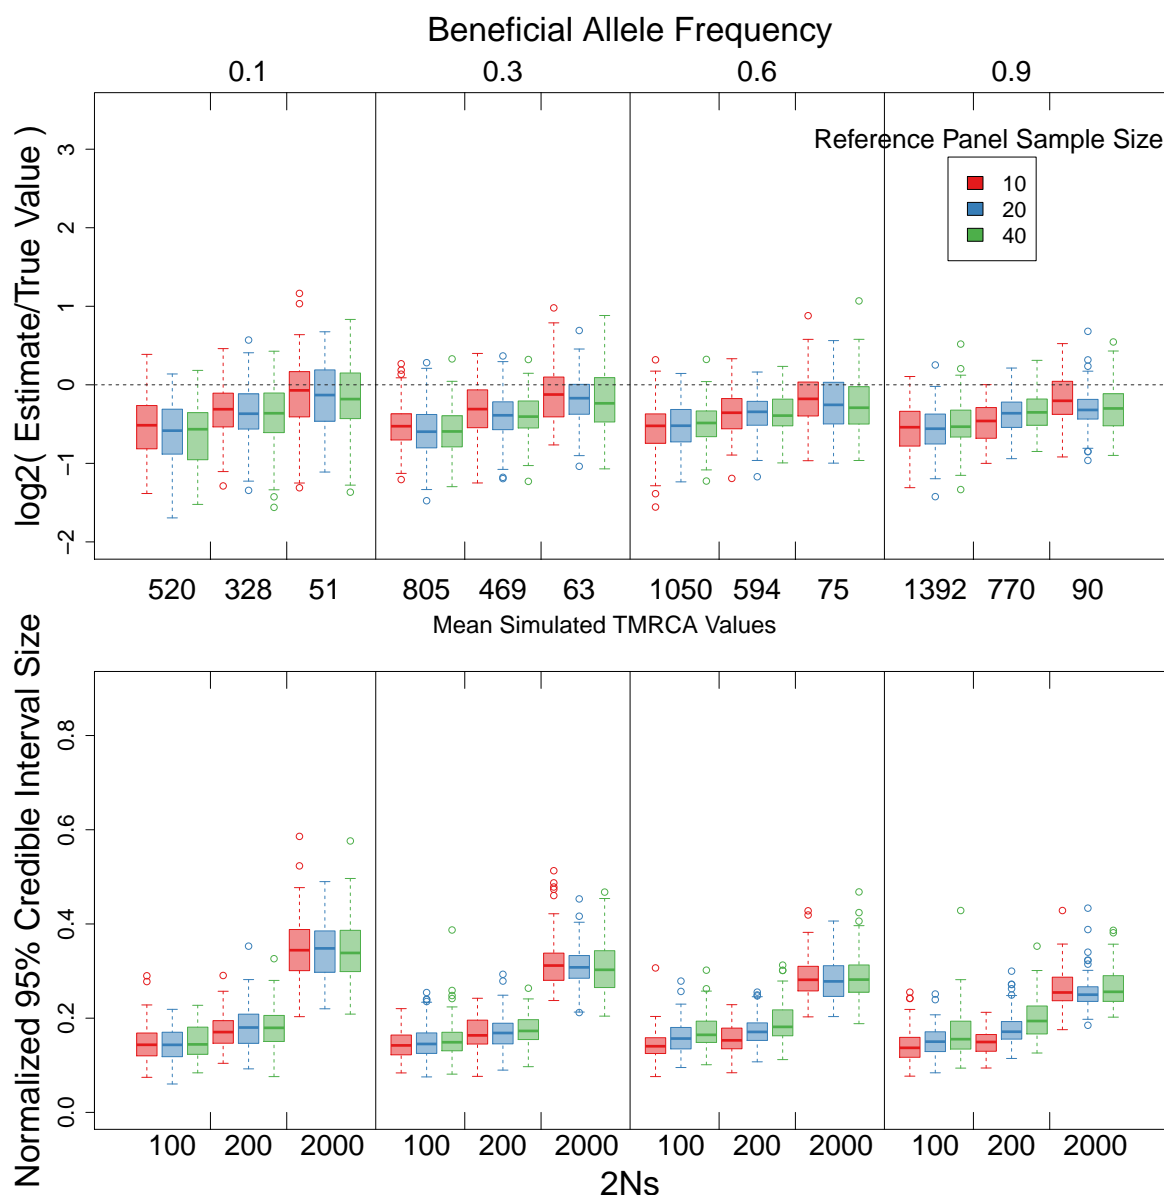 Beneficial Allele Frequency
0.1 0.3 0.6 0.9
log2( Estimate/True Value )
3
2
1
0
−1
−2
Reference Panel Sample Size
10
20
40
520 328 51 805 469 63 1050 594 75 1392 770 90
Mean Simulated TMRCA Values
Normalized 95% Credible Interval Size
0.8
0.6
0.4
0.2
0.0
100 200 2000 100 200 2000 100 200 2000 100 200 2000
2Ns